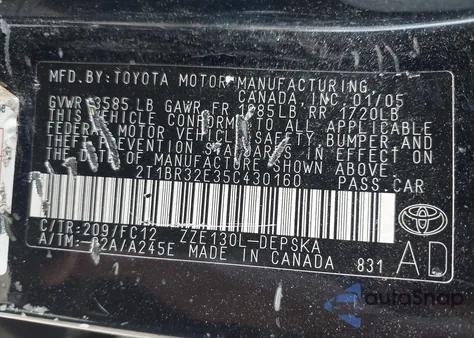 MFD.BY:TOYOTA MOTOR MANUFACTURING,
CANADA, INC. 01/05
GVWR 3585 LB GAWR FR 1885LB RR 1720LB
THIS VEHICLE CONFORMS TO ALL APPLICABLE
FEDERAL MOTOR VEHICLE SAFETY, BUMPER AND
THEFT PREVENTION STANDARDS IN EFFECT ON
THE DATE OF MANUFACTURE SHOWN ABOVE.
2T1BR32E35C430160 PASS.CAR
C/TR:209/FC12 ZZE130L-DEPSKA
A/TM:-02A/A245E MADE IN CANADA 831
AD
TOYOTA
autoSnap